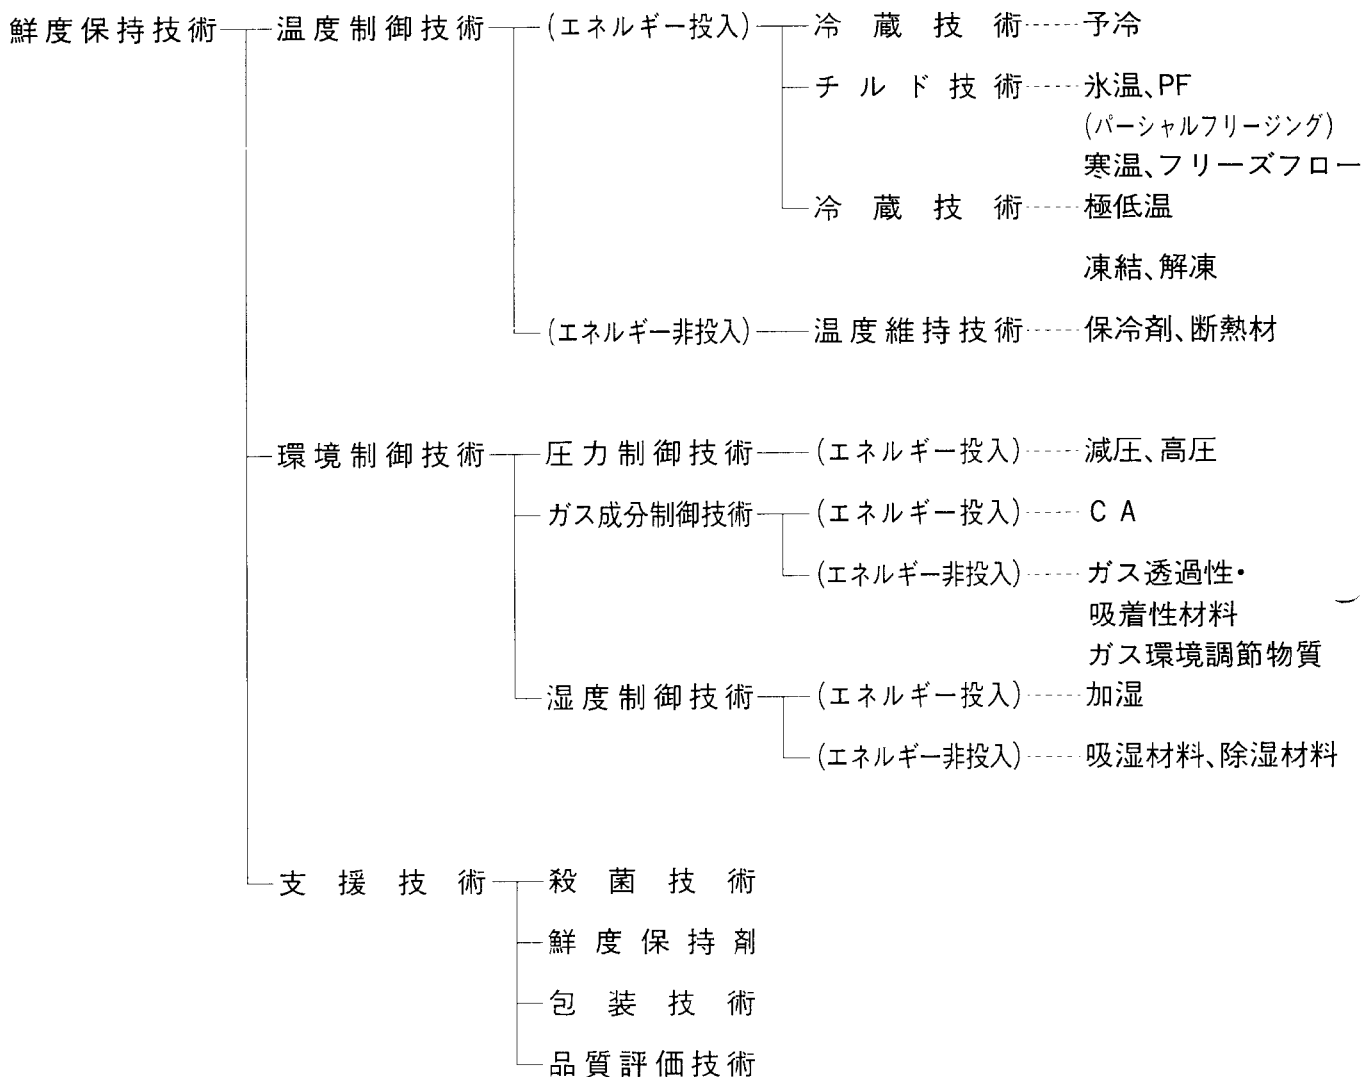 鮮度保持技術 温度制御技術 (エネルギー投入) 冷蔵技術 予冷
チルド技術 氷温、PF
(パーシャルフリージング)
寒温、フリーズフロー
冷蔵技術 極低温
凍結、解凍
(エネルギー非投入) 温度維持技術 保冷剤、断熱材
環境制御技術 圧力制御技術 (エネルギー投入) 減圧、高圧
ガス成分制御技術 (エネルギー投入) CA
(エネルギー非投入) ガス透過性・
吸着性材料
ガス環境調節物質
湿度制御技術 (エネルギー投入) 加湿
(エネルギー非投入) 吸湿材料、除湿材料
支援技術 殺菌技術
鮮度保持剤
包装技術
品質評価技術